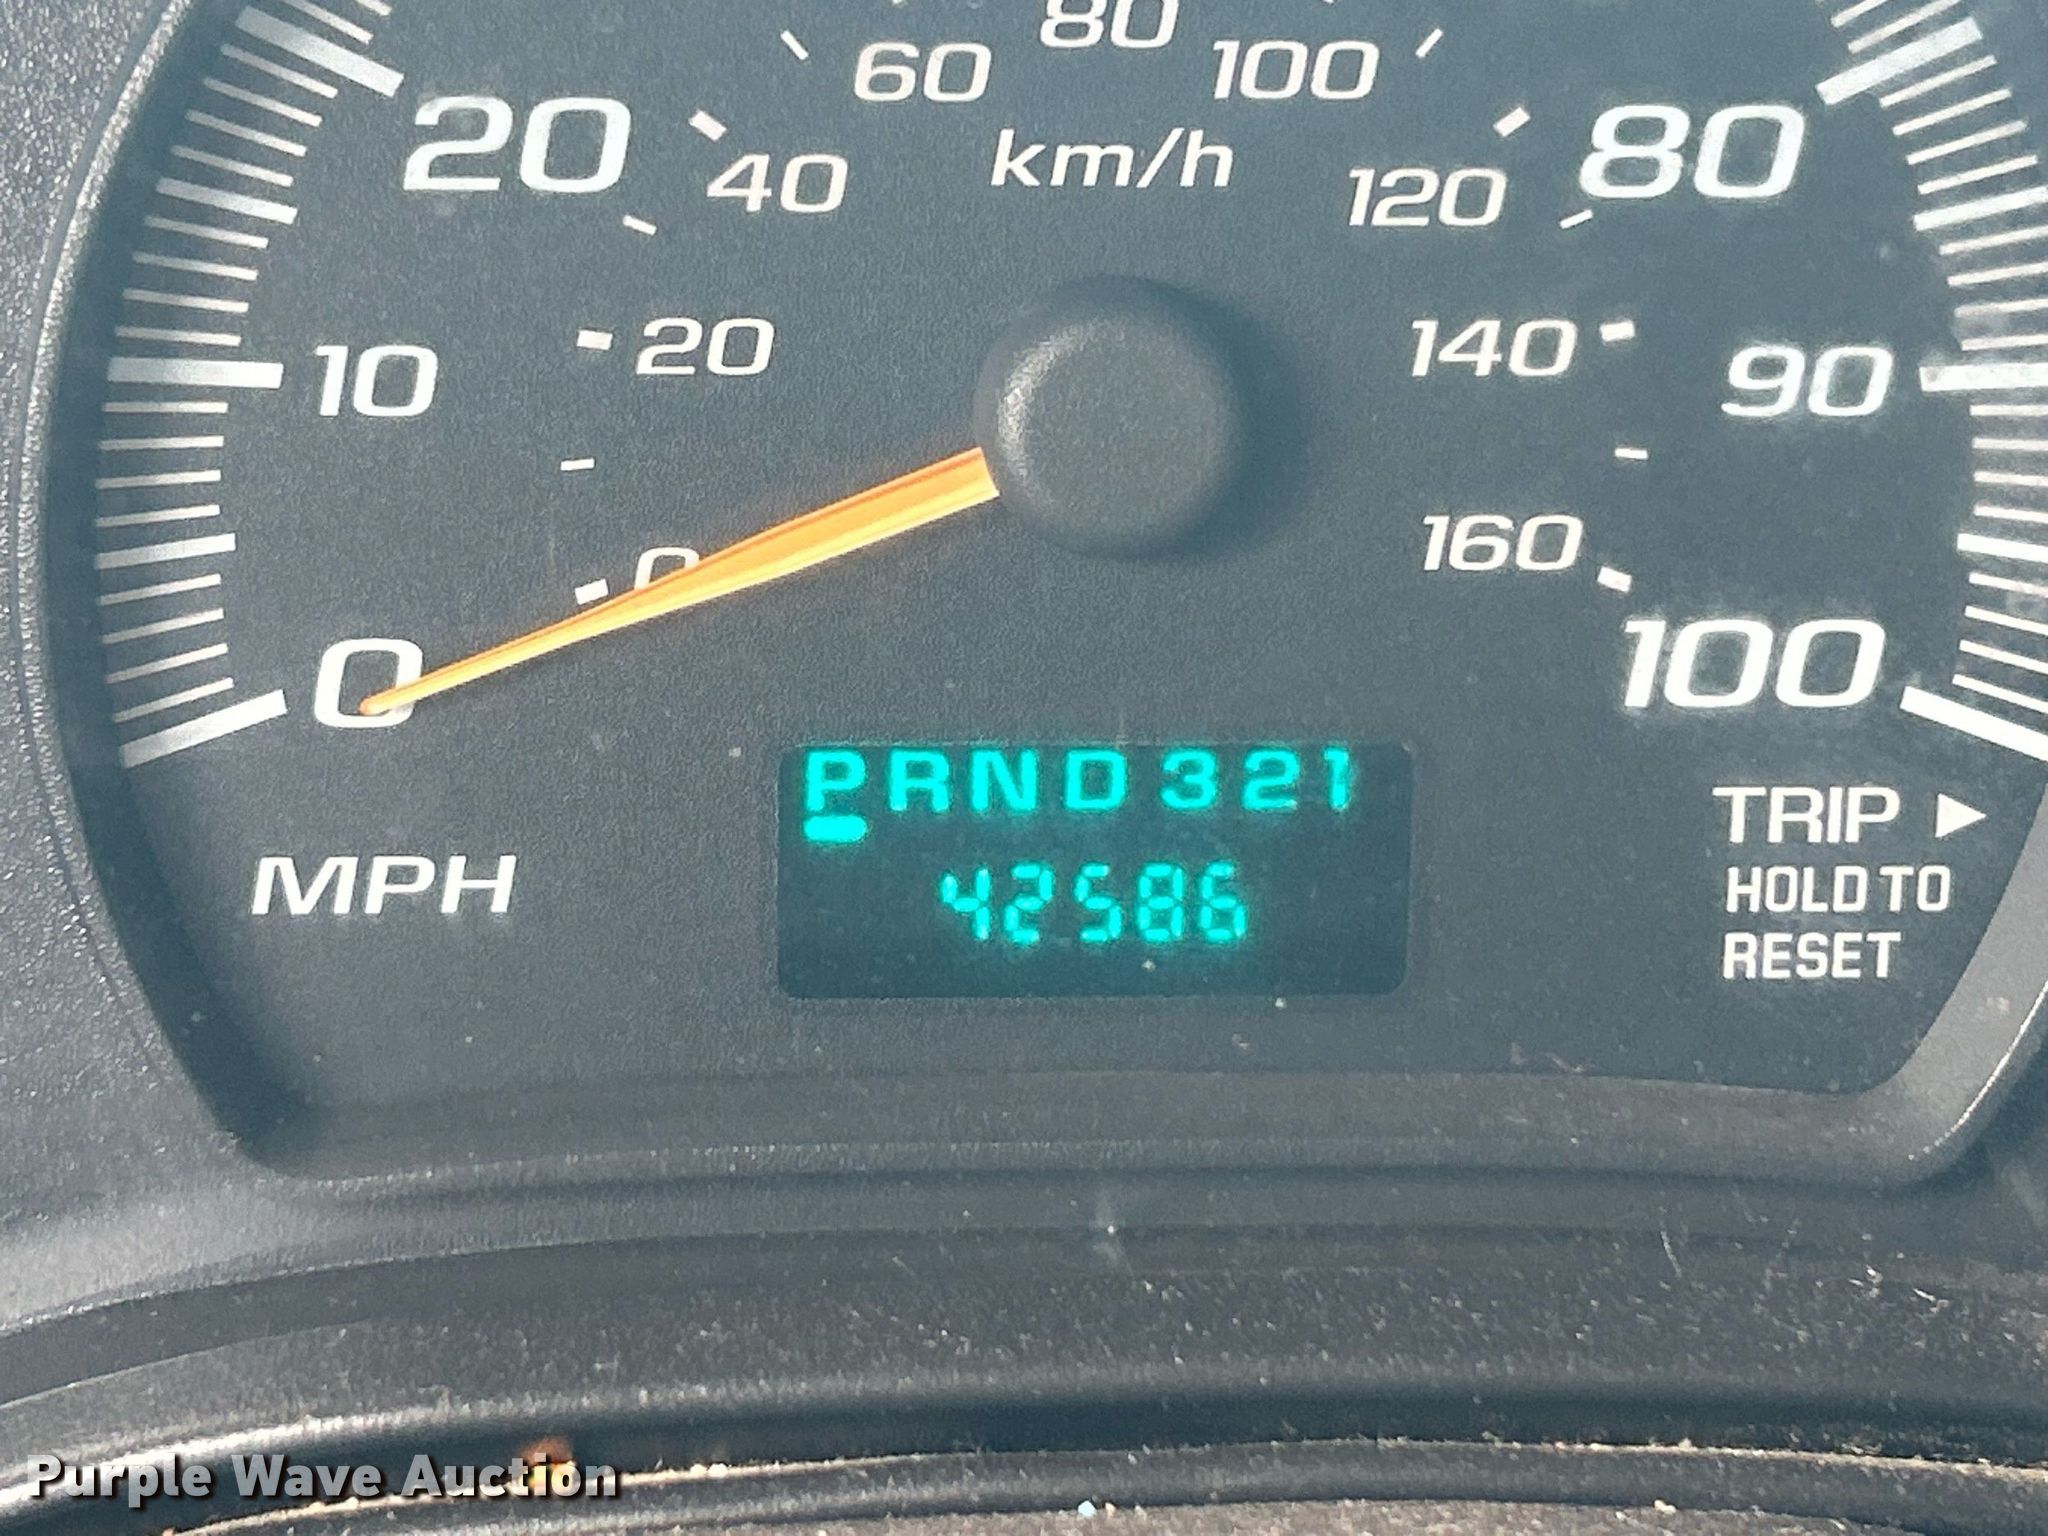 80
60 100
km/h
20 40 120 80
10 20 140 90
0 160
0 100
PRND321
TRIP ▶
HOLD TO
RESET
MPH
42586
Purple Wave Auction